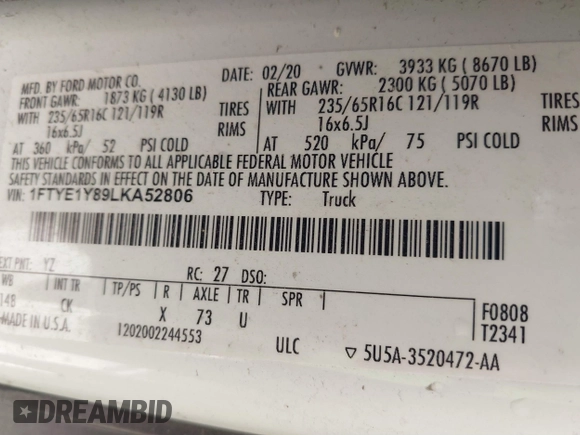 MFD. BY FORD MOTOR CO.
DATE: 02/20 GVWR: 3933 KG ( 8670 LB)
FRONT GAWR: 1873 KG ( 4130 LB)
REAR GAWR: 2300 KG ( 5070 LB)
WITH 235/65R16C 121/119R TIRES
WITH 235/65R16C 121/119R TIRES
16x6.5J RIMS
16x6.5J RIMS
AT 360 kPa/ 52 PSI COLD
AT 520 kPa/ 75 PSI COLD
THIS VEHICLE CONFORMS TO ALL APPLICABLE FEDERAL MOTOR VEHICLE
SAFETY STANDARDS IN EFFECT ON THE DATE OF MANUFACTURE SHOWN ABOVE.
VIN: 1FTYE1Y89LKA52806 TYPE: Truck
EXT PNT: YZ RC: 27 DSO:
WB INT TR TP/PS R AXLE TR SPR
148 CK X 73 U
F0808
T2341
MADE IN U.S.A. 1202002244553 ULC ▽ 5U5A-3520472-AA
DREAMBID